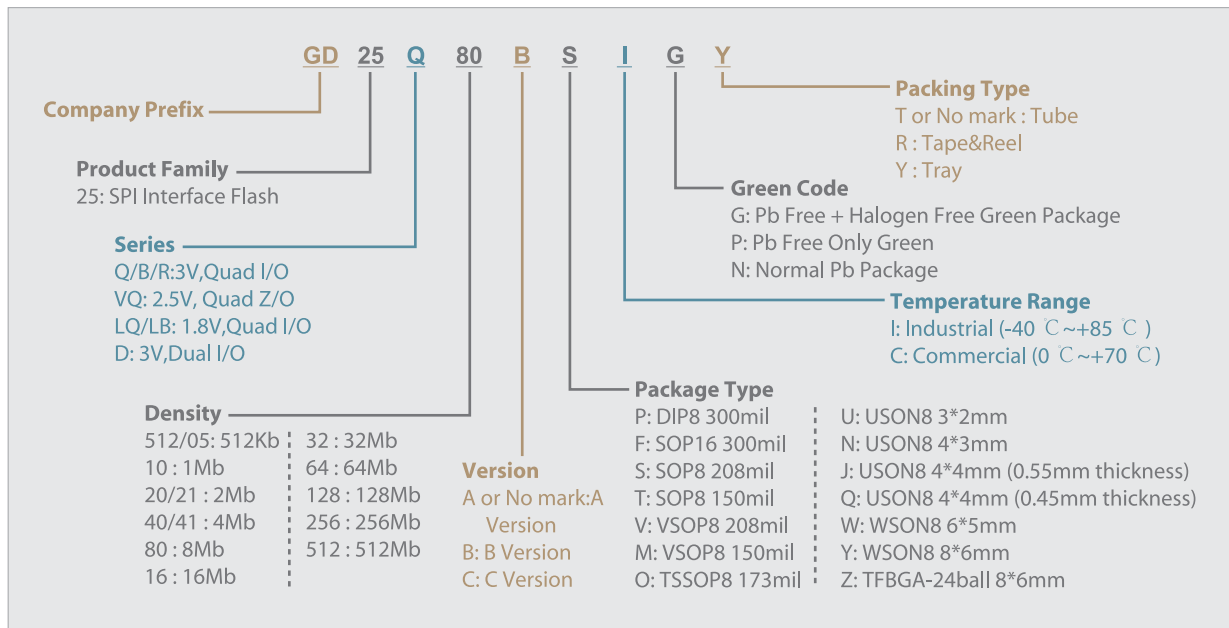 GD 25 Q 80 B S I G Y
Company Prefix
Product Family
25: SPI Interface Flash
Series
Q/B/R:3V,Quad I/O
VQ: 2.5V, Quad Z/O
LQ/LB: 1.8V,Quad I/O
D: 3V,Dual I/O
Density
512/05: 512Kb
10 : 1Mb
20/21 : 2Mb
40/41 : 4Mb
80 : 8Mb
16 : 16Mb
32 : 32Mb
64 : 64Mb
128 : 128Mb
256 : 256Mb
512 : 512Mb
Version
A or No mark:A
Version
B: B Version
C: C Version
Package Type
P: DIP8 300mil
F: SOP16 300mil
S: SOP8 208mil
T: SOP8 150mil
V: VSOP8 208mil
M: VSOP8 150mil
O: TSSOP8 173mil
U: USON8 3*2mm
N: USON8 4*3mm
J: USON8 4*4mm (0.55mm thickness)
Q: USON8 4*4mm (0.45mm thickness)
W: WSON8 6*5mm
Y: WSON8 8*6mm
Z: TFBGA-24ball 8*6mm
Temperature Range
I: Industrial (-40 ℃~+85 ℃ )
C: Commercial (0 ℃~+70 ℃)
Green Code
G: Pb Free + Halogen Free Green Package
P: Pb Free Only Green
N: Normal Pb Package
Packing Type
T or No mark : Tube
R : Tape&Reel
Y : Tray